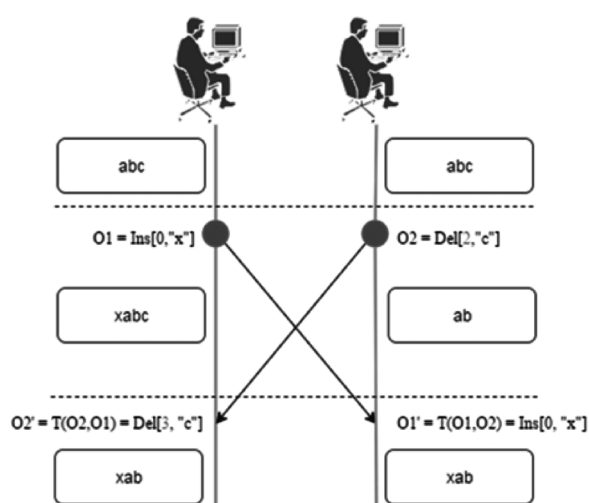 abc
abc
O1 = Ins[0,"x"]
O2 = Del[2,"c"]
xabc
ab
O2' = T(O2,O1) = Del[3, "c"]
O1' = T(O1,O2) = Ins[0, "x"]
xab
xab